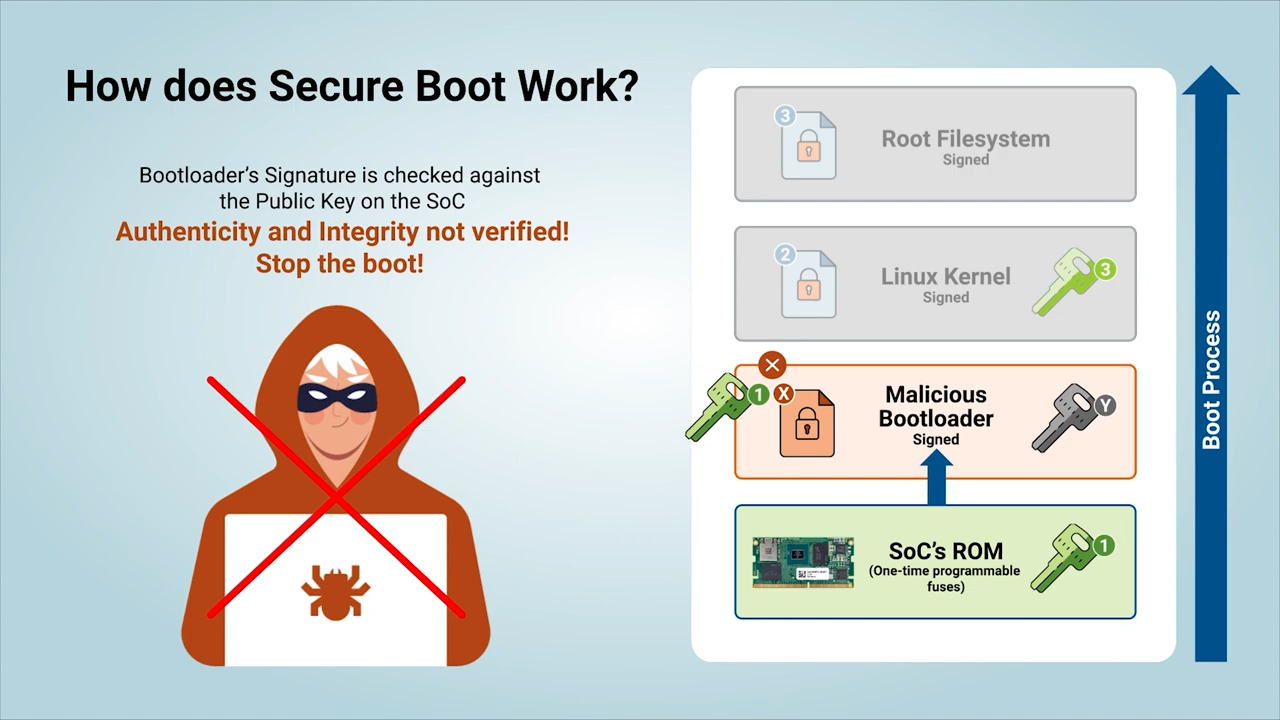 How does Secure Boot Work?
Bootloader’s Signature is checked against
the Public Key on the SoC
Authenticity and Integrity not verified!
Stop the boot!
3
Root Filesystem
Signed
2
Linux Kernel
Signed
3
1
X
Malicious
Bootloader
Signed
Y
SoC’s ROM
(One-time programmable
fuses)
1
Boot Process